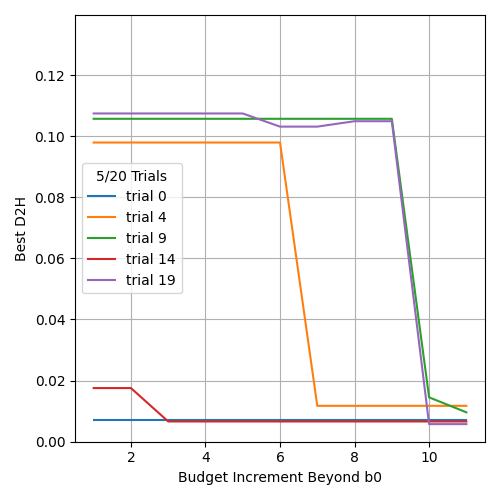 0.12
0.10
0.08
0.06
0.04
0.02
0.00
Best D2H
5/20 Trials
trial 0
trial 4
trial 9
trial 14
trial 19
2
4
6
8
10
Budget Increment Beyond b0